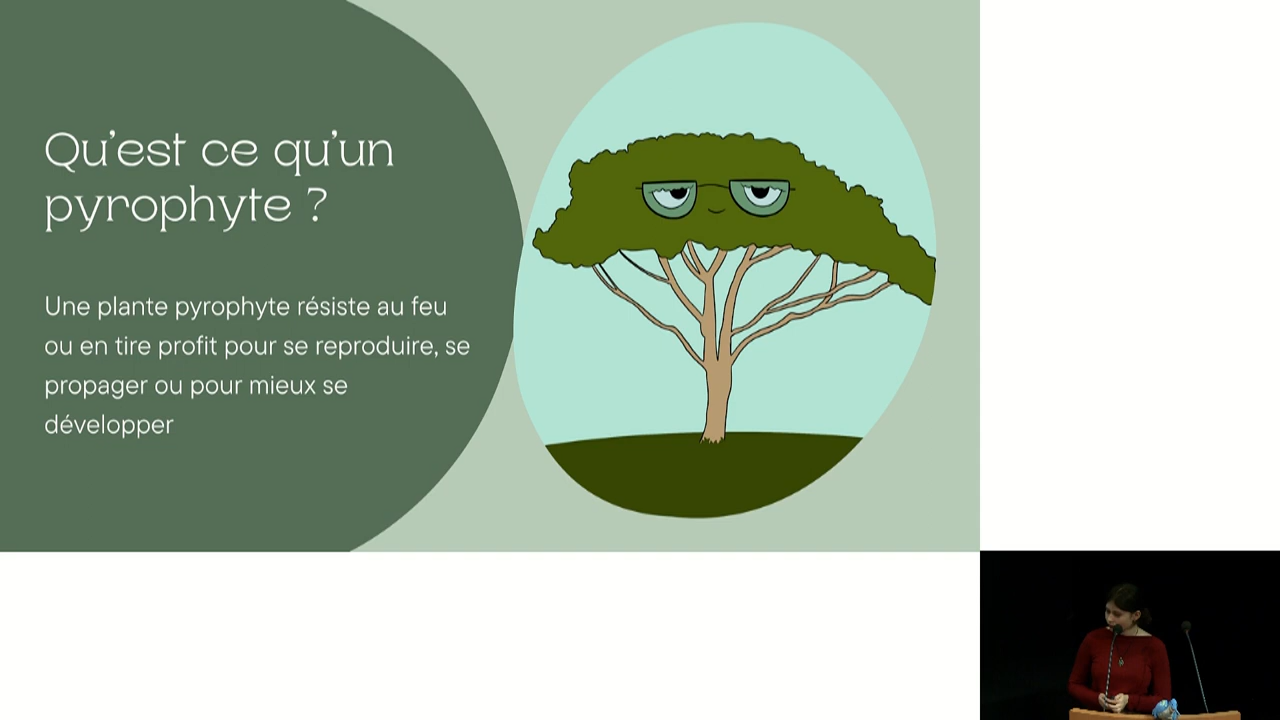 Qu'est ce qu'un
pyrophyte ?
Une plante pyrophyte résiste au feu
ou en tire profit pour se reproduire, se
propager ou pour mieux se
développer